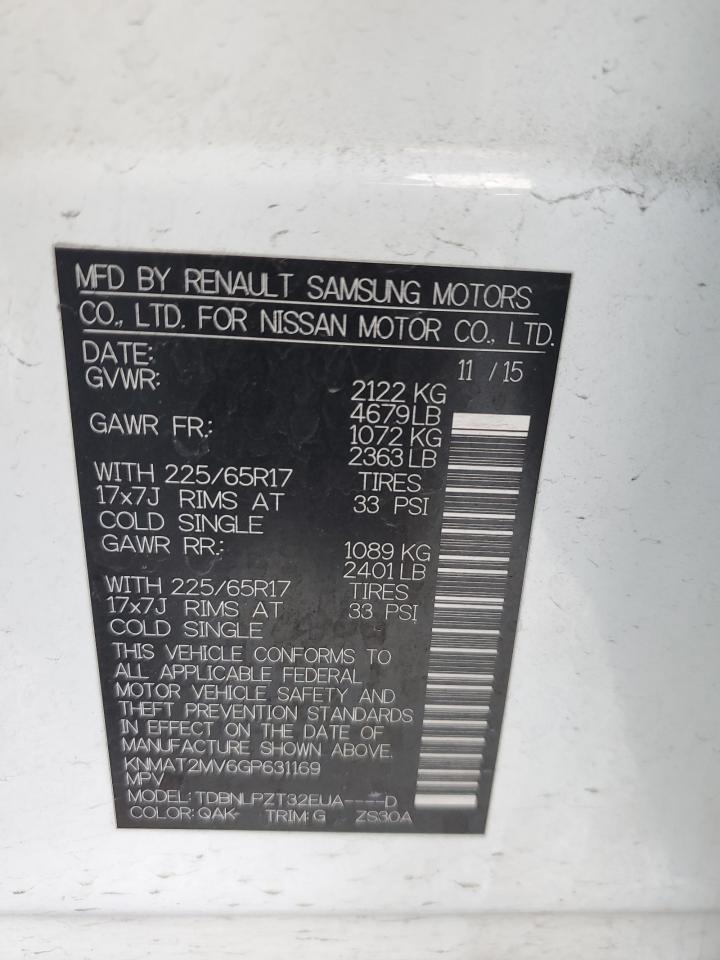 MFD BY RENAULT SAMSUNG MOTORS
CO., LTD. FOR NISSAN MOTOR CO., LTD.
DATE: 11 / 15
GVWR: 2122 KG
4679LB
GAWR FR.: 1072 KG
2363LB
WITH 225/65R17 TIRES
17x7J RIMS AT 33 PSI
COLD SINGLE
GAWR RR.: 1089 KG
2401LB
WITH 225/65R17 TIRES
17x7J RIMS AT 33 PSI
COLD SINGLE
THIS VEHICLE CONFORMS TO
ALL APPLICABLE FEDERAL
MOTOR VEHICLE SAFETY AND
THEFT PREVENTION STANDARDS
IN EFFECT ON THE DATE OF
MANUFACTURE SHOWN ABOVE.
KNMAT2MV6GP631169
MPV
MODEL: TDBNLPZT32EUA----D
COLOR: QAK- TRIM: G ZS30A